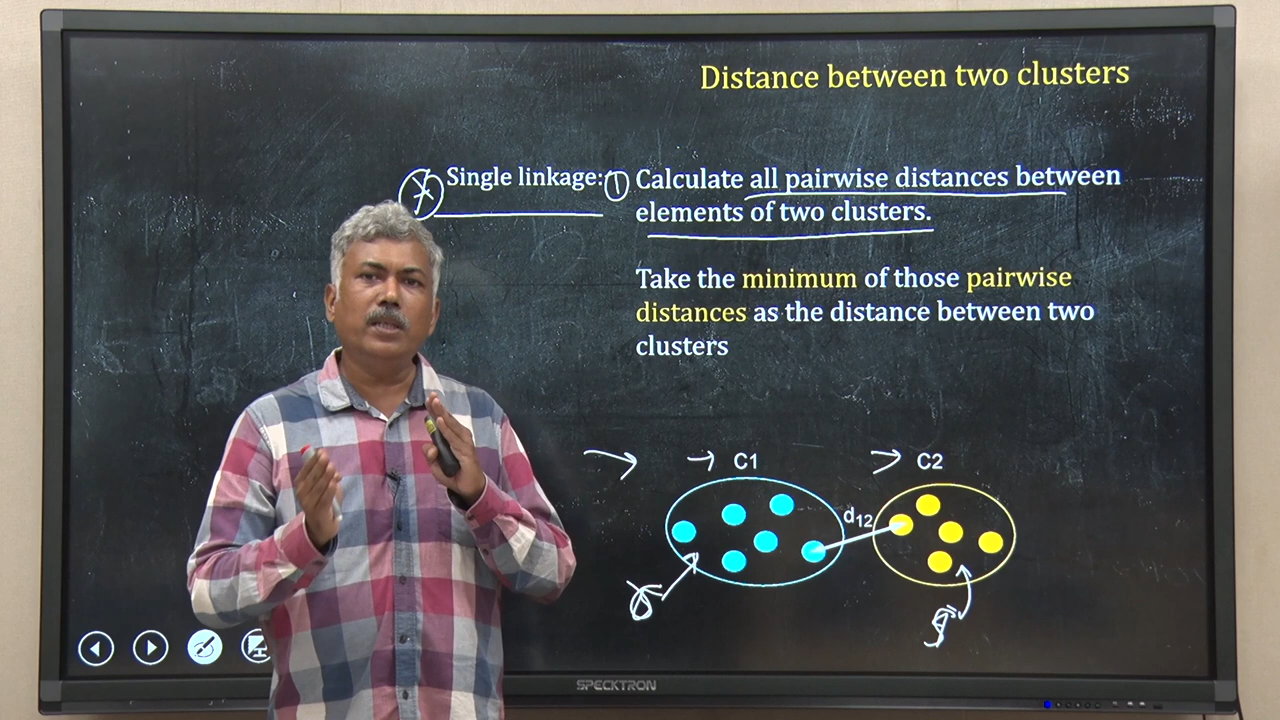 Distance between two clusters
Single linkage: ① Calculate all pairwise distances between
elements of two clusters.
Take the minimum of those pairwise
distances as the distance between two
clusters
C1
C2
d12
SPECKTRON